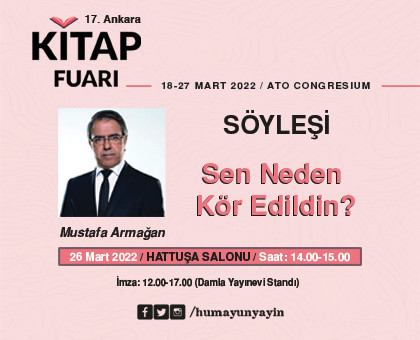 17. Ankara
KİTAP
FUARI
18-27 MART 2022 / ATO CONGRESIUM
SÖYLEŞİ
Sen Neden
Kör Edildin?
Mustafa Armağan
26 Mart 2022 / HATTUŞA SALONU / Saat: 14.00-15.00
İmza: 12.00-17.00 (Damla Yayınevi Standı)
/humayunyayin